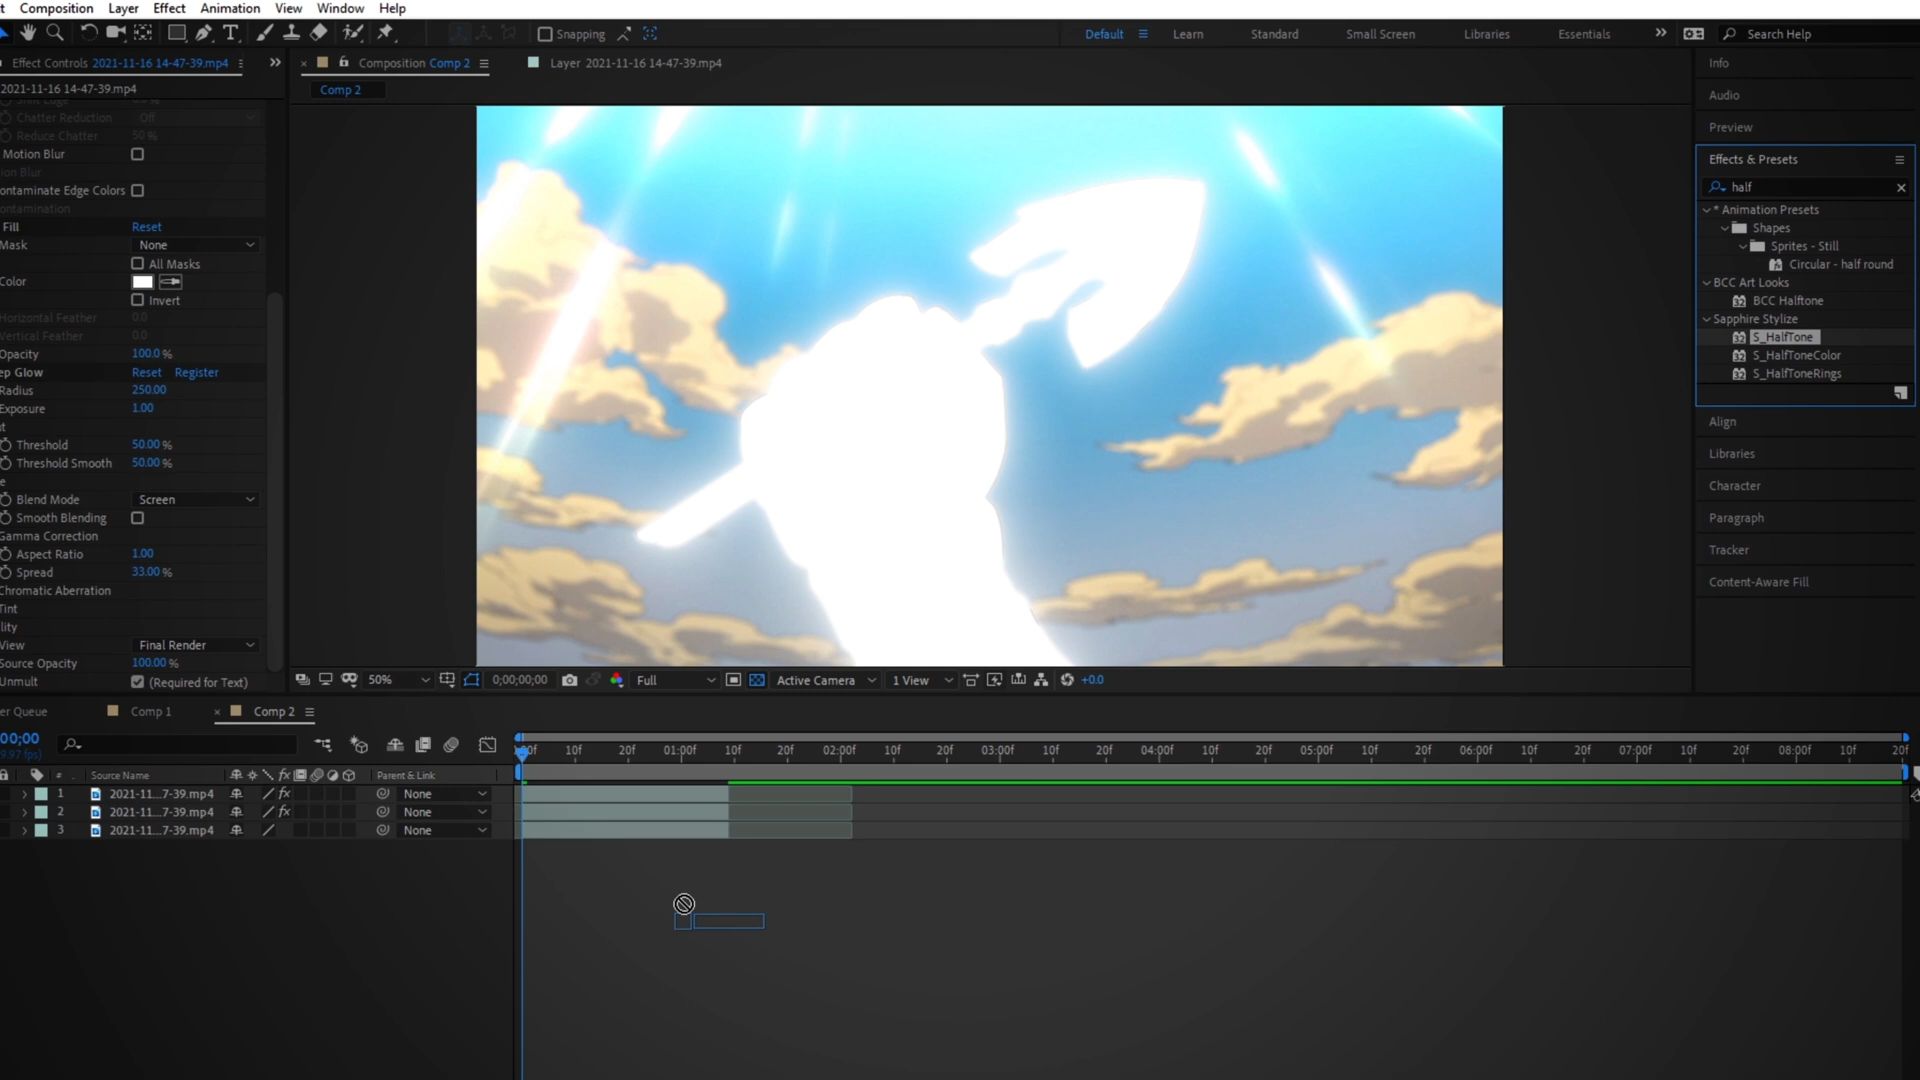 t Composition Layer Effect Animation View Window Help
Snapping Default Learn Standard Small Screen Libraries Essentials Search Help
Effect Controls 2021-11-16 14-47-39.mp4
Composition Comp 2
Layer 2021-11-16 14-47-39.mp4
2021-11-16 14-47-39.mp4
Comp 2
Chatter Reduction Off
Reduce Chatter 50 %
Motion Blur
ion Blur
ontaminate Edge Colors
ontamination
Fill Reset
Mask None
All Masks
Color
Invert
Horizontal Feather 0.0
Vertical Feather 0.0
Opacity 100.0 %
ep Glow Reset Register
Radius 250.00
Exposure 1.00
t
Threshold 50.00 %
Threshold Smooth 50.00 %
e
Blend Mode Screen
Smooth Blending
Gamma Correction
Aspect Ratio 1.00
Spread 33.00 %
Chromatic Aberration
Tint
lity
View Final Render
Source Opacity 100.00 %
Unmult (Required for Text)
50% 0;00;00;00 Full Active Camera 1 View +0.0
Info
Audio
Preview
Effects & Presets
half
* Animation Presets
Shapes
Sprites - Still
Circular - half round
BCC Art Looks
BCC Halftone
Sapphire Stylize
S_HalfTone
S_HalfToneColor
S_HalfToneRings
Align
Libraries
Character
Paragraph
Tracker
Content-Aware Fill
er Queue Comp 1 Comp 2
00;00
9.97 fps)
10f 20f 01:00f 10f 20f 02:00f 10f 20f 03:00f 10f 20f 04:00f 10f 20f 05:00f 10f 20f 06:00f 10f 20f 07:00f 10f 20f 08:00f 10f 20f
# Source Name fx Parent & Link
1 2021-11...7-39.mp4 fx None
2 2021-11...7-39.mp4 fx None
3 2021-11...7-39.mp4 None